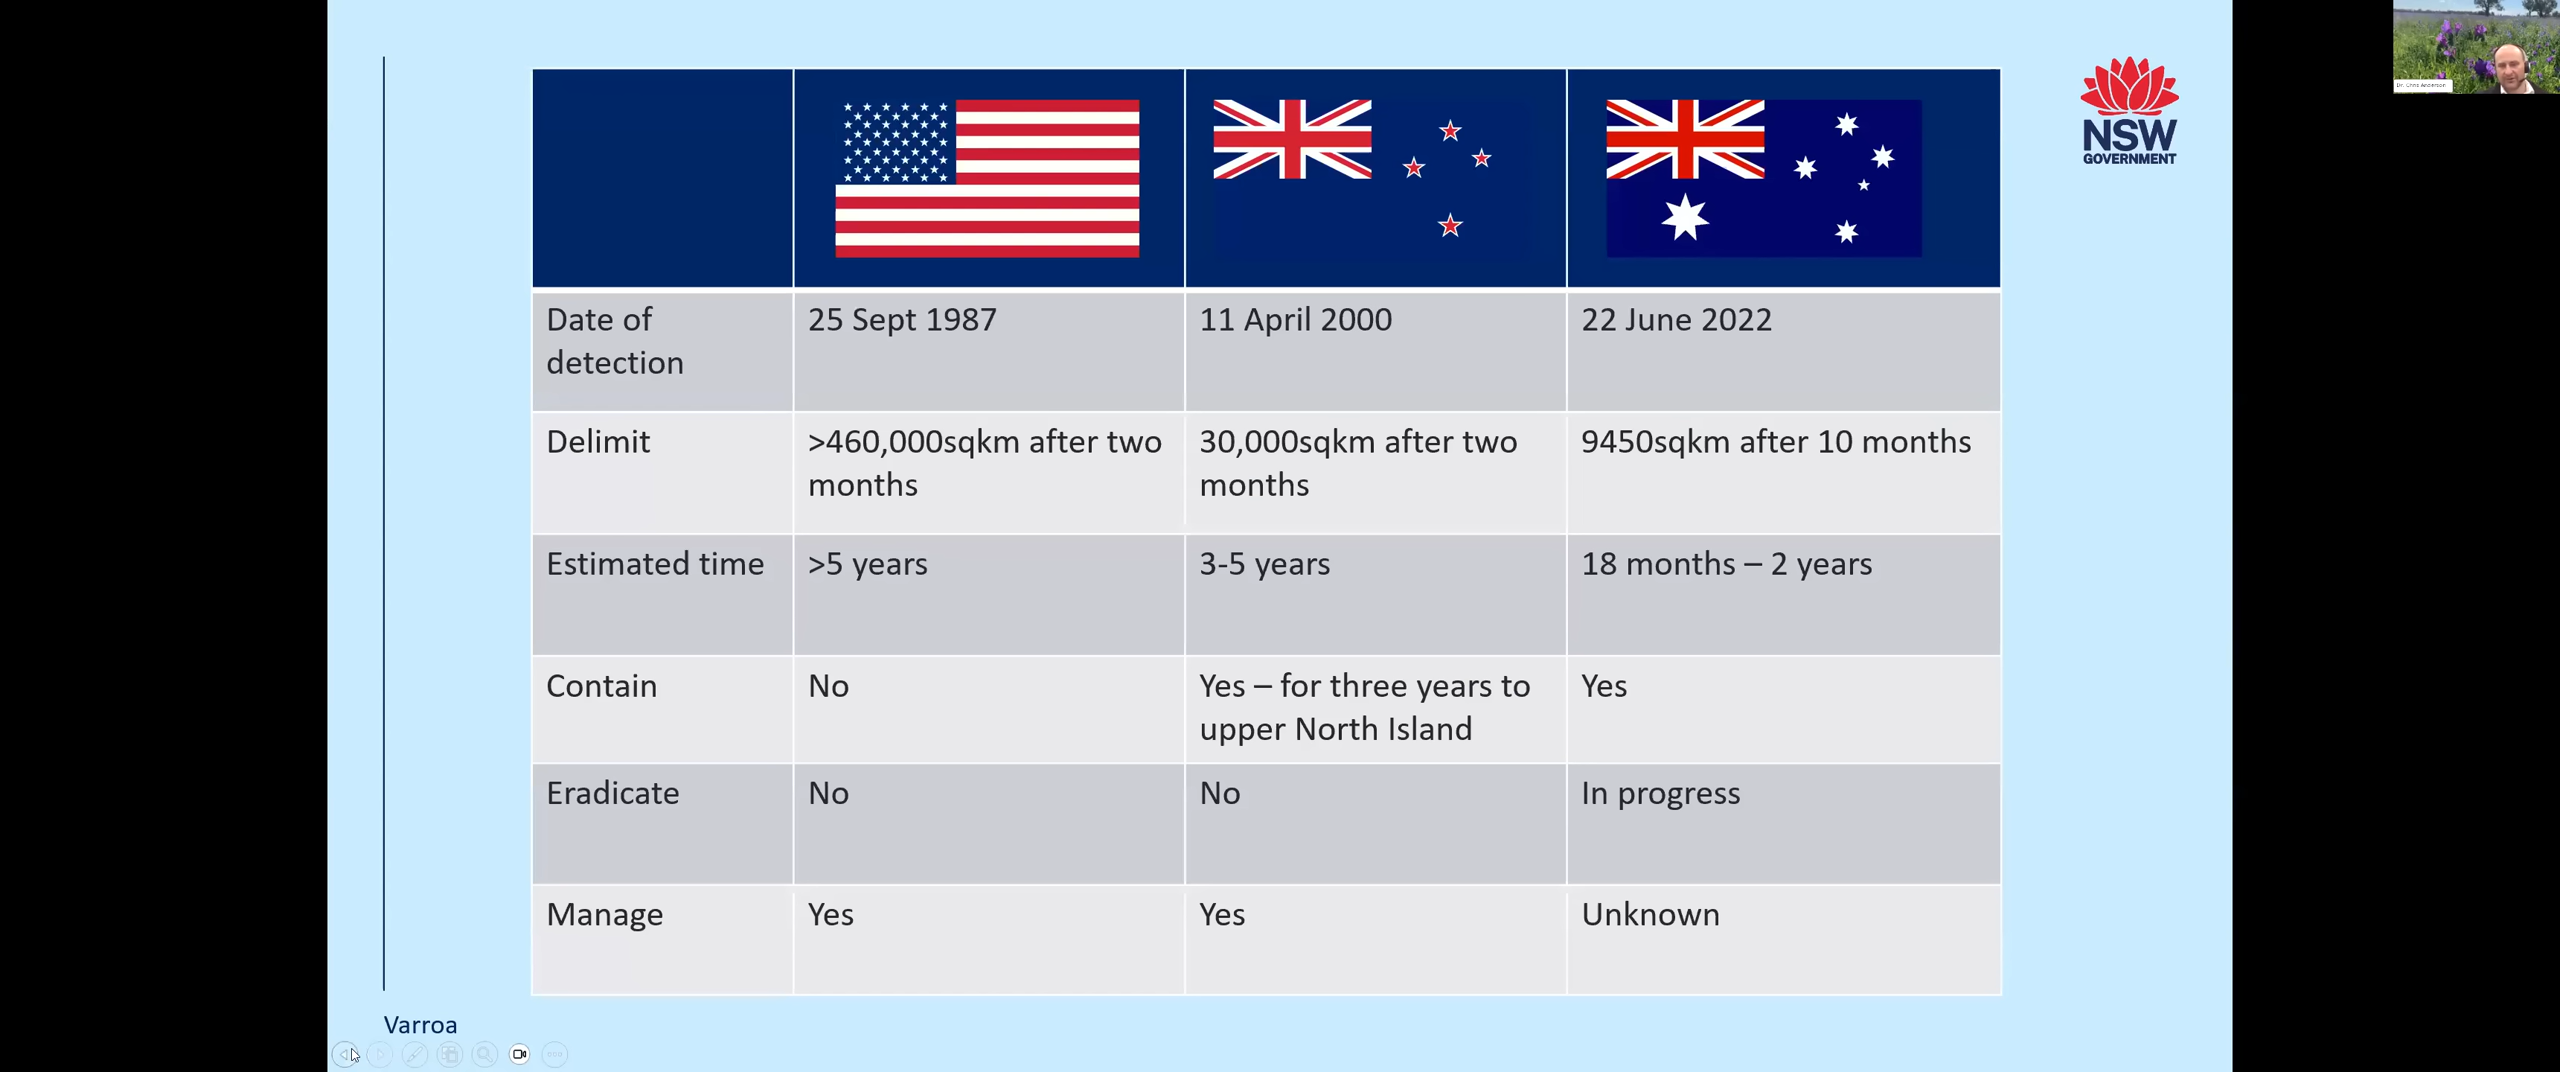 NSW
GOVERNMENT
Dr. Chris Anderson
Date of
detection
25 Sept 1987
11 April 2000
22 June 2022
Delimit
>460,000sqkm after two
months
30,000sqkm after two
months
9450sqkm after 10 months
Estimated time
>5 years
3-5 years
18 months – 2 years
Contain
No
Yes – for three years to
upper North Island
Yes
Eradicate
No
No
In progress
Manage
Yes
Yes
Unknown
Varroa